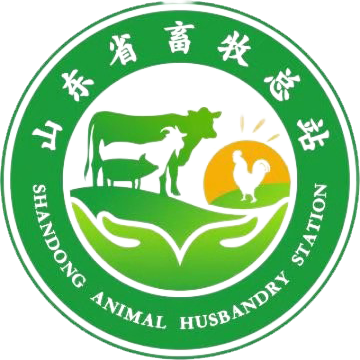 山东省畜牧总站
SHANDONG ANIMAL HUSBANDRY STATION